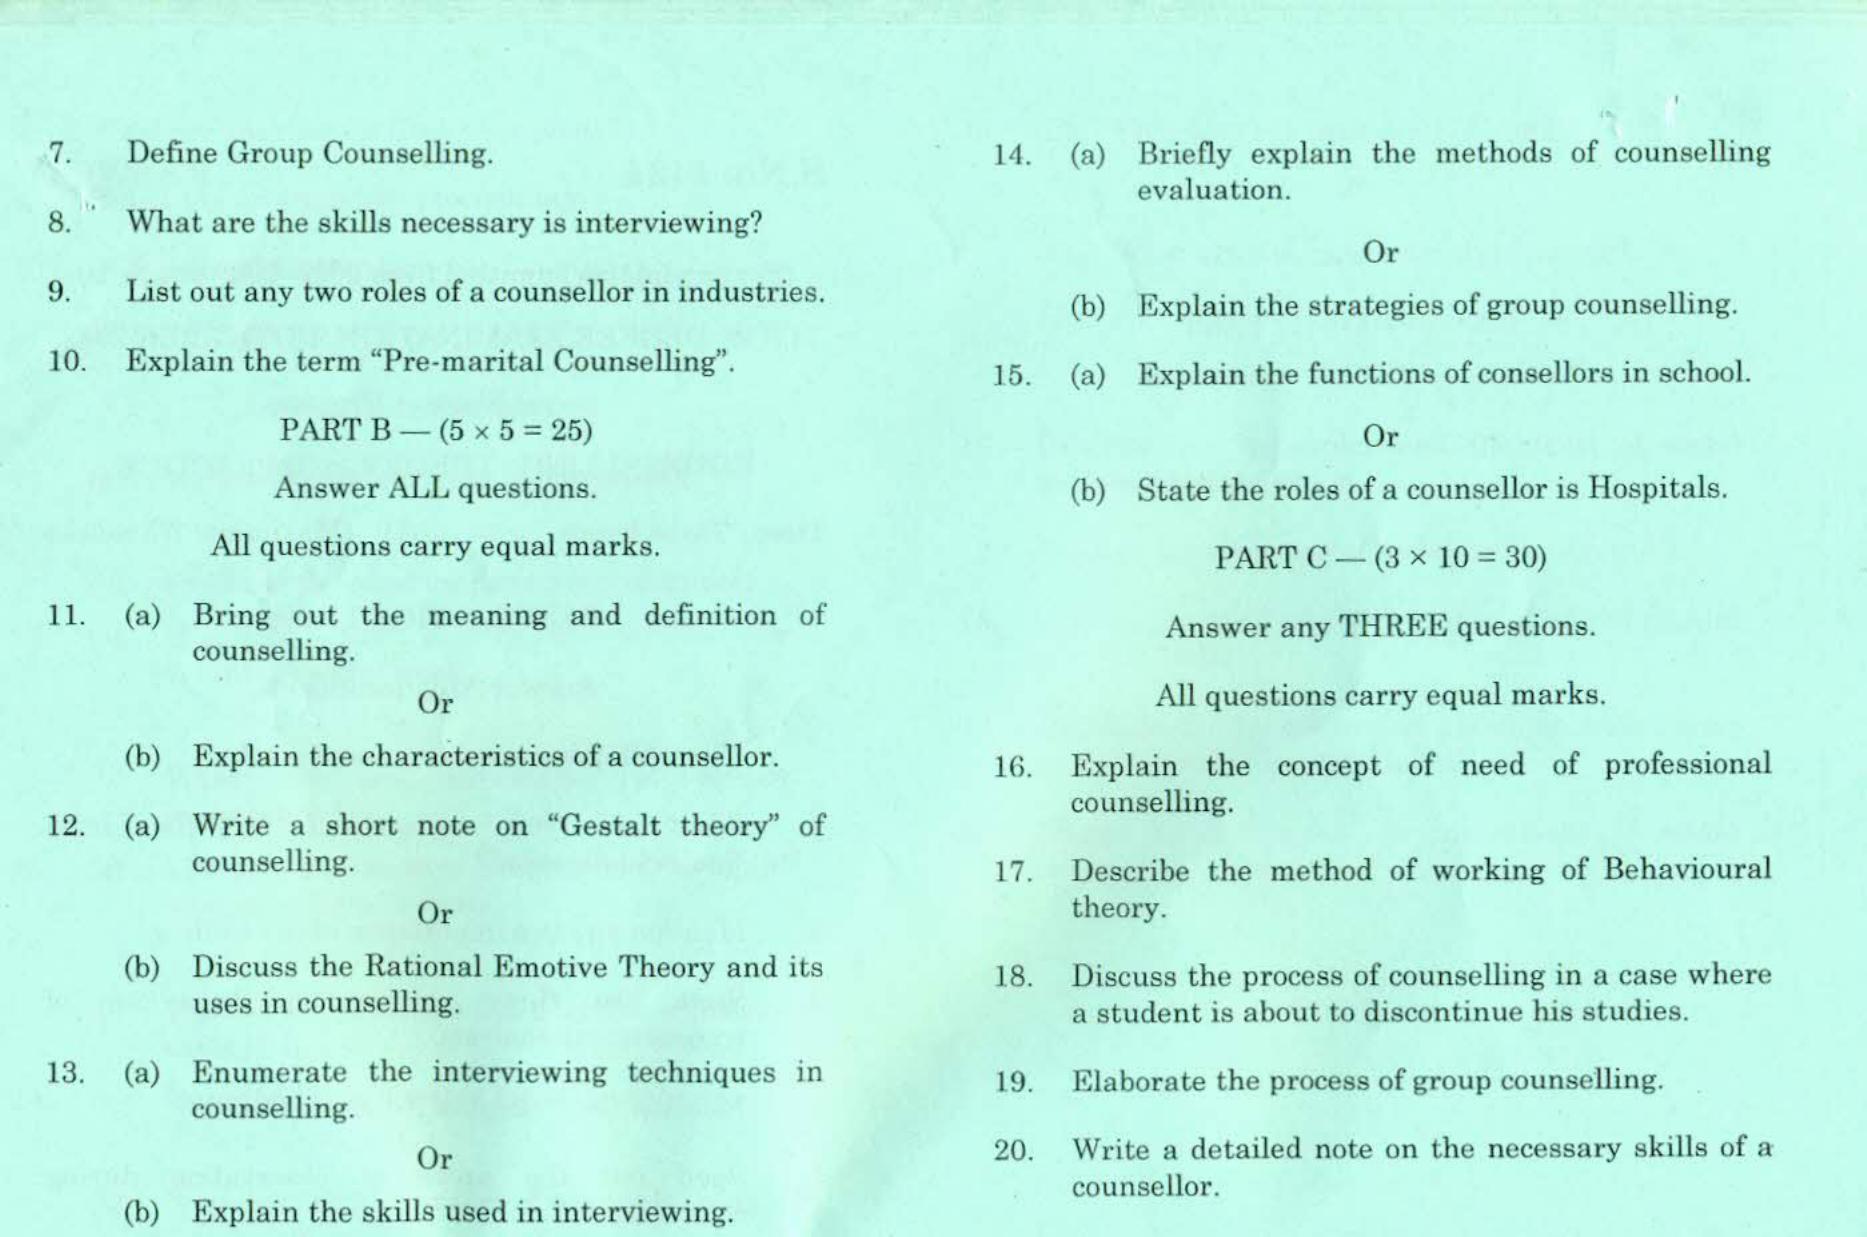 7. Define Group Counselling.
8. What are the skills necessary is interviewing?
9. List out any two roles of a counsellor in industries.
10. Explain the term “Pre-marital Counselling”.
PART B — (5 × 5 = 25)
Answer ALL questions.
All questions carry equal marks.
11. (a) Bring out the meaning and definition of
counselling.
Or
(b) Explain the characteristics of a counsellor.
12. (a) Write a short note on “Gestalt theory” of
counselling.
Or
(b) Discuss the Rational Emotive Theory and its
uses in counselling.
13. (a) Enumerate the interviewing techniques in
counselling.
Or
(b) Explain the skills used in interviewing.
14. (a) Briefly explain the methods of counselling
evaluation.
Or
(b) Explain the strategies of group counselling.
15. (a) Explain the functions of consellors in school.
Or
(b) State the roles of a counsellor is Hospitals.
PART C — (3 × 10 = 30)
Answer any THREE questions.
All questions carry equal marks.
16. Explain the concept of need of professional
counselling.
17. Describe the method of working of Behavioural
theory.
18. Discuss the process of counselling in a case where
a student is about to discontinue his studies.
19. Elaborate the process of group counselling.
20. Write a detailed note on the necessary skills of a
counsellor.